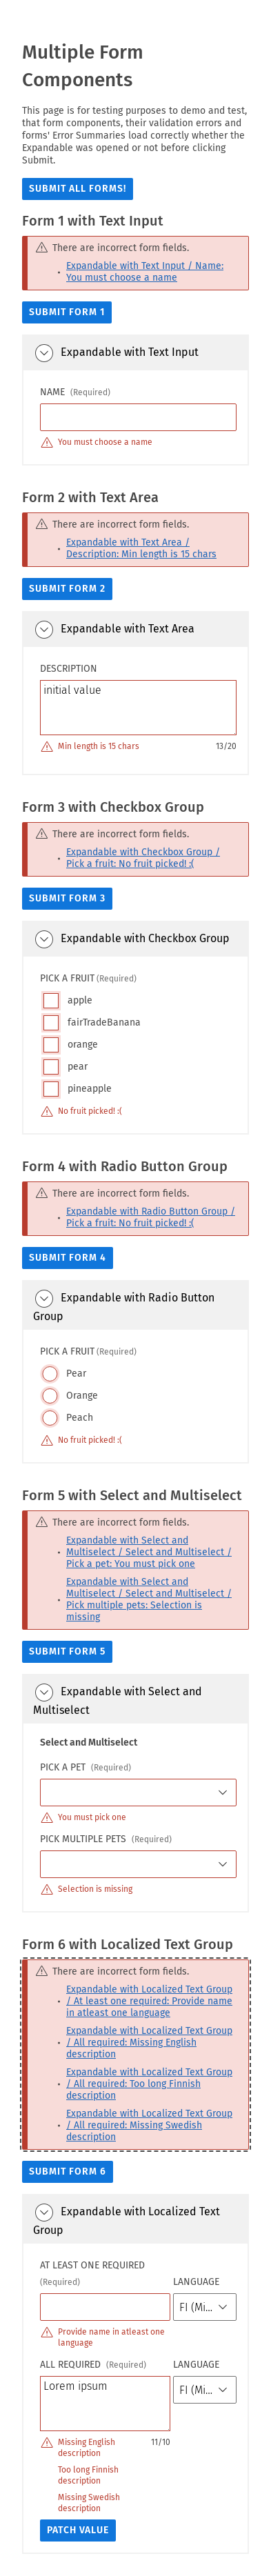 Multiple Form
Components
This page is for testing purposes to demo and test,
that form components, their validation errors and
forms' Error Summaries load correctly whether the
Expandable was opened or not before clicking
Submit.
SUBMIT ALL FORMS!
Form 1 with Text Input
There are incorrect form fields.
Expandable with Text Input / Name:
You must choose a name
SUBMIT FORM 1
Expandable with Text Input
NAME (Required)
You must choose a name
Form 2 with Text Area
There are incorrect form fields.
Expandable with Text Area /
Description: Min length is 15 chars
SUBMIT FORM 2
Expandable with Text Area
DESCRIPTION
initial value
Min length is 15 chars 13/20
Form 3 with Checkbox Group
There are incorrect form fields.
Expandable with Checkbox Group /
Pick a fruit: No fruit picked! :(
SUBMIT FORM 3
Expandable with Checkbox Group
PICK A FRUIT (Required)
apple
fairTradeBanana
orange
pear
pineapple
No fruit picked! :(
Form 4 with Radio Button Group
There are incorrect form fields.
Expandable with Radio Button Group /
Pick a fruit: No fruit picked! :(
SUBMIT FORM 4
Expandable with Radio Button
Group
PICK A FRUIT (Required)
Pear
Orange
Peach
No fruit picked! :(
Form 5 with Select and Multiselect
There are incorrect form fields.
Expandable with Select and
Multiselect / Select and Multiselect /
Pick a pet: You must pick one
Expandable with Select and
Multiselect / Select and Multiselect /
Pick multiple pets: Selection is
missing
SUBMIT FORM 5
Expandable with Select and
Multiselect
Select and Multiselect
PICK A PET (Required)
You must pick one
PICK MULTIPLE PETS (Required)
Selection is missing
Form 6 with Localized Text Group
There are incorrect form fields.
Expandable with Localized Text Group
/ At least one required: Provide name
in atleast one language
Expandable with Localized Text Group
/ All required: Missing English
description
Expandable with Localized Text Group
/ All required: Too long Finnish
description
Expandable with Localized Text Group
/ All required: Missing Swedish
description
SUBMIT FORM 6
Expandable with Localized Text
Group
AT LEAST ONE REQUIRED
(Required) LANGUAGE
FI (Mi...
Provide name in atleast one
language
ALL REQUIRED (Required) LANGUAGE
Lorem ipsum FI (Mi...
Missing English 11/10
description
Too long Finnish
description
Missing Swedish
description
PATCH VALUE